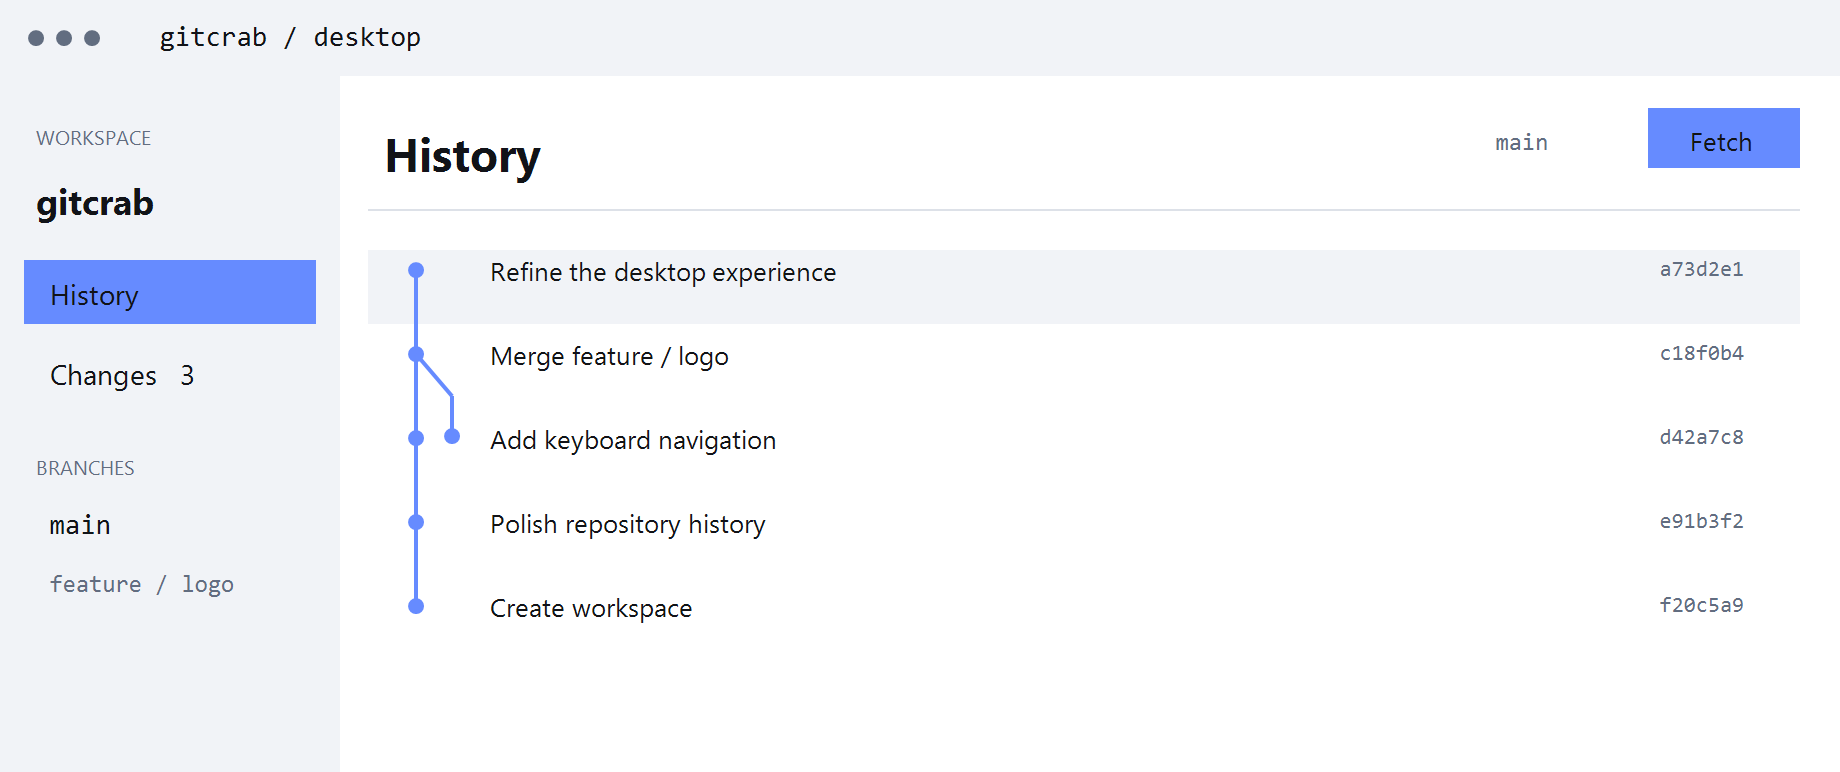 gitcrab / desktop
WORKSPACE
gitcrab
History
Changes 3
BRANCHES
main
feature / logo
History
main
Fetch
Refine the desktop experience a73d2e1
Merge feature / logo c18f0b4
Add keyboard navigation d42a7c8
Polish repository history e91b3f2
Create workspace f20c5a9